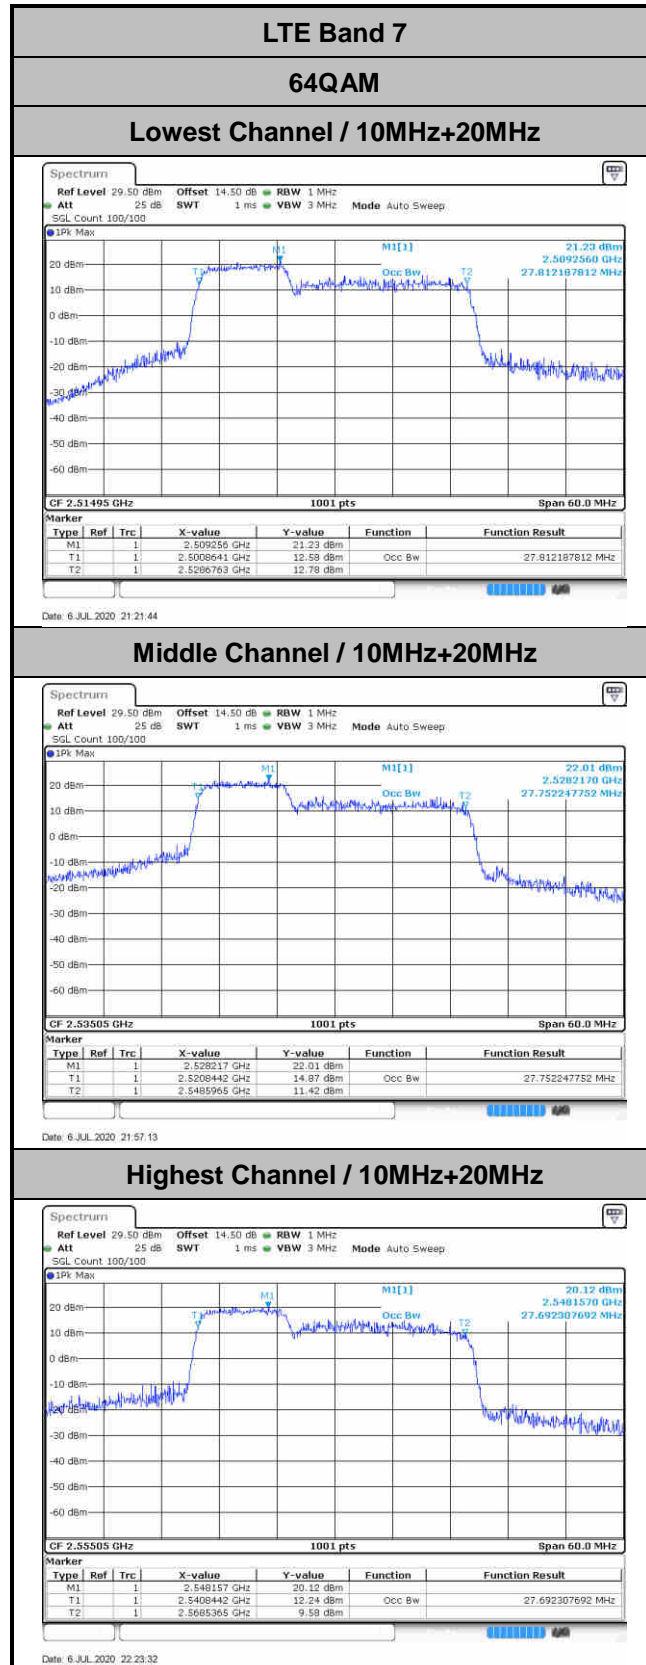 LTE Band 7
64QAM
Lowest Channel / 10MHz+20MHz
Spectrum
Ref Level 29.50 dBm Offset 14.50 dB RBW 1 MHz
Att 25 dB SWT 1 ms VBW 3 MHz Mode Auto Sweep
SGL Count 100/100
1Pk Max
M1[1] 21.23 dBm
2.5092560 GHz
Occ Bw 27.812187812 MHz
M1
T1
T2
20 dBm
10 dBm
0 dBm
-10 dBm
-20 dBm
-30 dBm
-40 dBm
-50 dBm
-60 dBm
CF 2.51495 GHz 1001 pts Span 60.0 MHz
Marker
Type Ref Trc X-value Y-value Function Function Result
M1 1 2.509256 GHz 21.23 dBm
T1 1 2.5008641 GHz 12.58 dBm Occ Bw 27.812187812 MHz
T2 1 2.5286763 GHz 12.78 dBm
Date: 6.JUL.2020 21:21:44
Middle Channel / 10MHz+20MHz
Spectrum
Ref Level 29.50 dBm Offset 14.50 dB RBW 1 MHz
Att 25 dB SWT 1 ms VBW 3 MHz Mode Auto Sweep
SGL Count 100/100
1Pk Max
M1[1] 22.01 dBm
2.5282170 GHz
Occ Bw 27.752247752 MHz
M1
T1
T2
20 dBm
10 dBm
0 dBm
-10 dBm
-20 dBm
-30 dBm
-40 dBm
-50 dBm
-60 dBm
CF 2.53505 GHz 1001 pts Span 60.0 MHz
Marker
Type Ref Trc X-value Y-value Function Function Result
M1 1 2.528217 GHz 22.01 dBm
T1 1 2.5208442 GHz 14.87 dBm Occ Bw 27.752247752 MHz
T2 1 2.5485965 GHz 11.42 dBm
Date: 6.JUL.2020 21:57:13
Highest Channel / 10MHz+20MHz
Spectrum
Ref Level 29.50 dBm Offset 14.50 dB RBW 1 MHz
Att 25 dB SWT 1 ms VBW 3 MHz Mode Auto Sweep
SGL Count 100/100
1Pk Max
M1[1] 20.12 dBm
2.5481570 GHz
Occ Bw 27.692307692 MHz
M1
T1
T2
20 dBm
10 dBm
0 dBm
-10 dBm
-20 dBm
-30 dBm
-40 dBm
-50 dBm
-60 dBm
CF 2.55505 GHz 1001 pts Span 60.0 MHz
Marker
Type Ref Trc X-value Y-value Function Function Result
M1 1 2.548157 GHz 20.12 dBm
T1 1 2.5408442 GHz 12.24 dBm Occ Bw 27.692307692 MHz
T2 1 2.5685365 GHz 9.58 dBm
Date: 6.JUL.2020 22:23:32